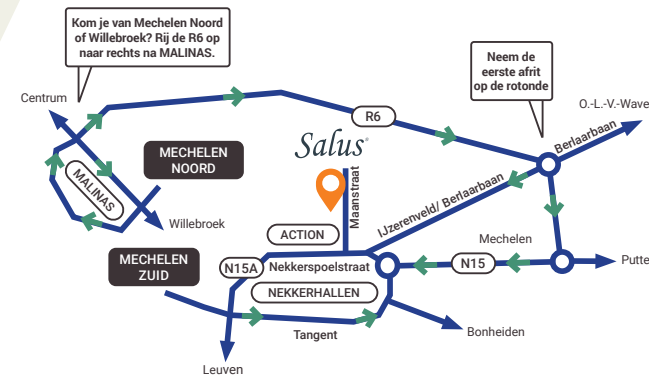 Kom je van Mechelen Noord
of Willebroek? Rij de R6 op
naar rechts na MALINAS.
Neem de
eerste afrit
op de rotonde
Centrum
O.-L.-V.-Wave
R6
Berlaarbaan
Salus
MECHELEN
NOORD
MALINAS
Maanstraat
IJzerenveld/ Berlaarbaan
Willebroek
ACTION
Mechelen
MECHELEN
ZUID
N15A
Nekkerspoelstraat
N15
Putte
NEKKERHALLEN
Tangent
Bonheiden
Leuven